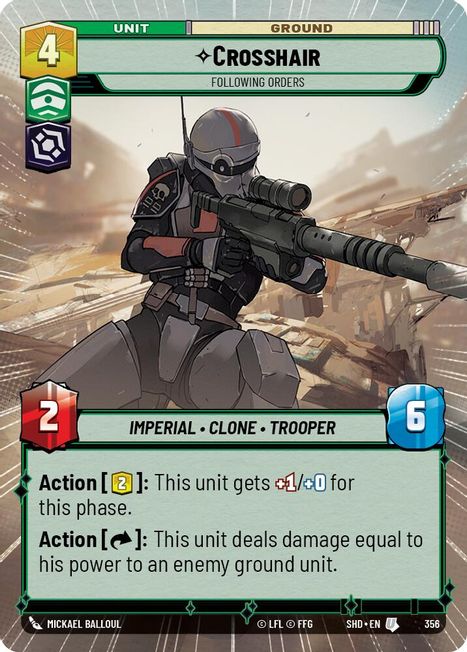 UNIT GROUND
4
CROSSHAIR
FOLLOWING ORDERS
2
6
IMPERIAL • CLONE • TROOPER
Action [2]: This unit gets +1/+0 for
this phase.
Action [ ]: This unit deals damage equal to
his power to an enemy ground unit.
MICKAEL BALLOUL © LFL © FFG SHD • EN 356